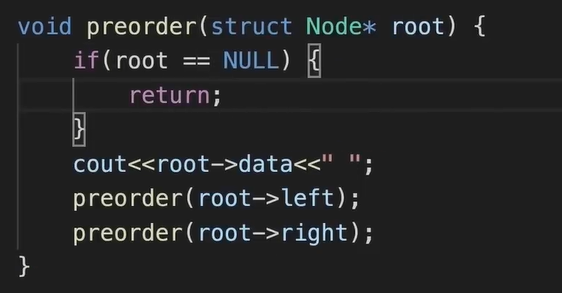 void preorder(struct Node* root) {
    if(root == NULL) {
        return;
    }
    cout<<root->data<<" ";
    preorder(root->left);
    preorder(root->right);
}